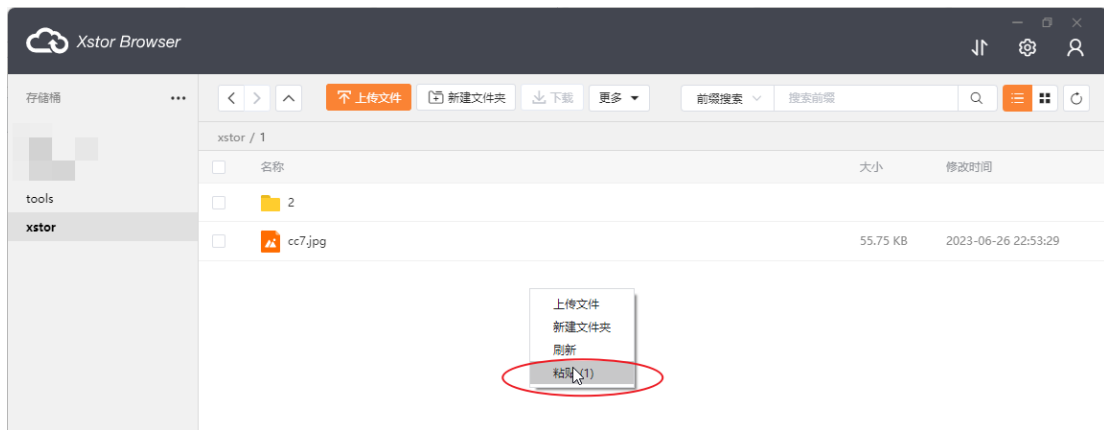 Xstor Browser
存储桶
上传文件 新建文件夹 下载 更多 前缀搜索 搜索前缀
xstor / 1
名称 大小 修改时间
tools
2
xstor
cc7.jpg 55.75 KB 2023-06-26 22:53:29
上传文件
新建文件夹
刷新
粘贴(1)